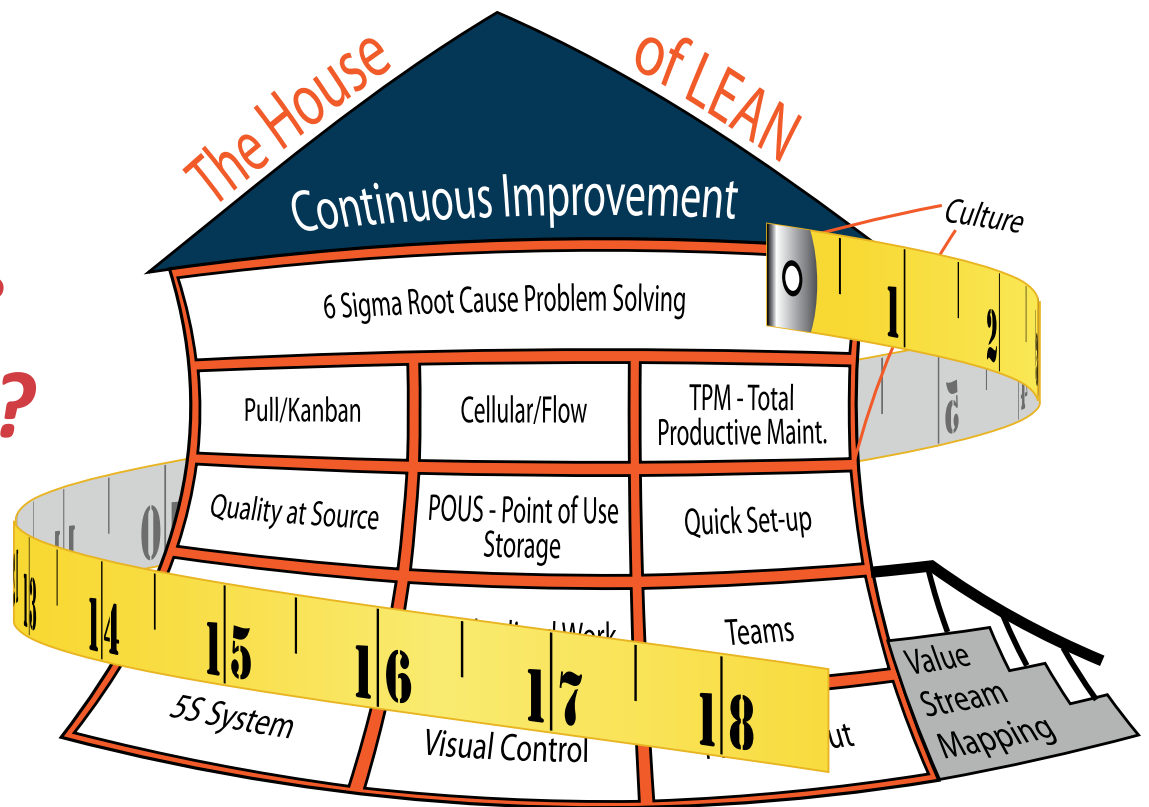 The House of LEAN
Continuous Improvement
Culture
6 Sigma Root Cause Problem Solving
1 2
Pull/Kanban
Cellular/Flow
TPM - Total
Productive Maint.
5
Quality at Source
POUS - Point of Use
Storage
Quick Set-up
?
13 14 15 16 17 18
Work
Teams
5S System
Visual Control
Value
Stream
Mapping